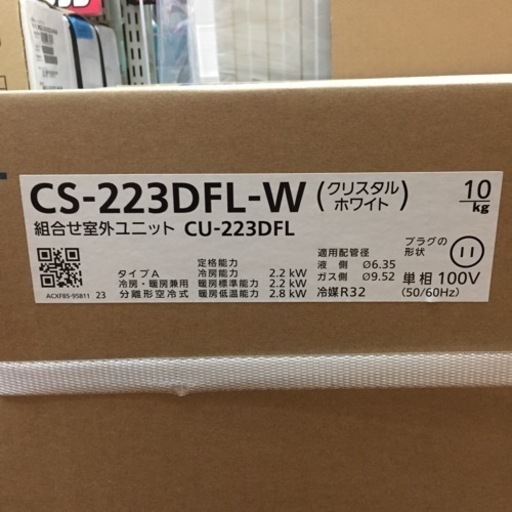 CS-223DFL-W (クリスタルホワイト) 10/kg
組合せ室外ユニット CU-223DFL
定格能力
タイプA 冷房能力 2.2 kW
冷房・暖房兼用 暖房標準能力 2.2 kW
分離形空冷式 暖房低温能力 2.8 kW
適用配管径
液 側 Ø6.35
ガス側 Ø9.52
冷媒R32
プラグの形状
単相 100V
(50/60Hz)
ACXF85-95811 23